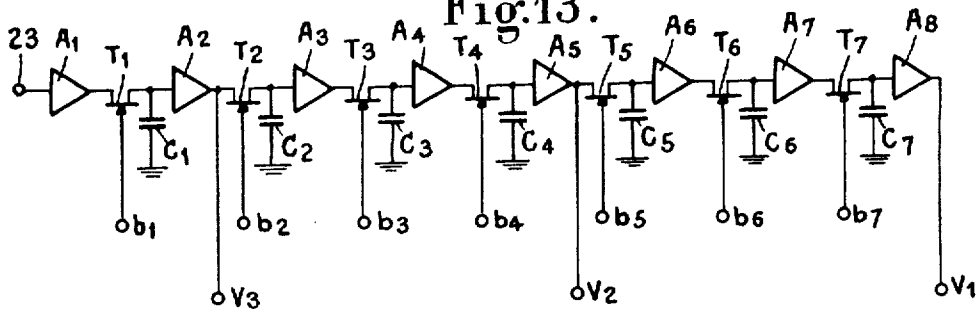 Fig.13.
23 A1 T1 A2 T2 A3 T3 A4 T4 A5 T5 A6 T6 A7 T7 A8
C1 C2 C3 C4 C5 C6 C7
b1 b2 b3 b4 b5 b6 b7
V3 V2 V1